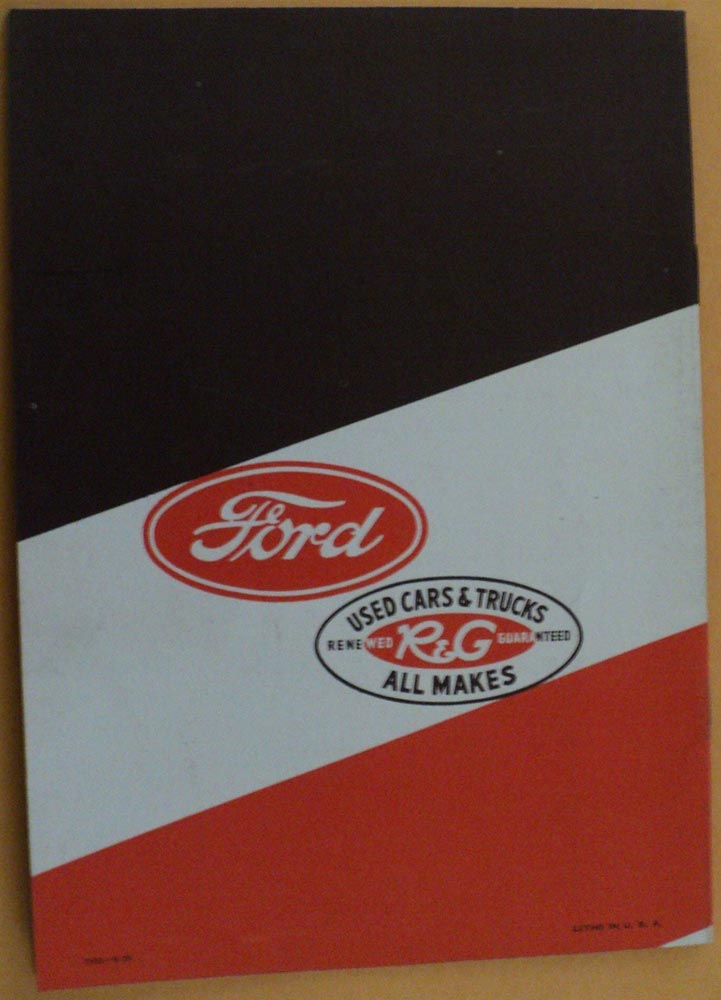 Ford
USED CARS & TRUCKS
RENEWED R&G GUARANTEED
ALL MAKES
LITHO IN U. S. A.